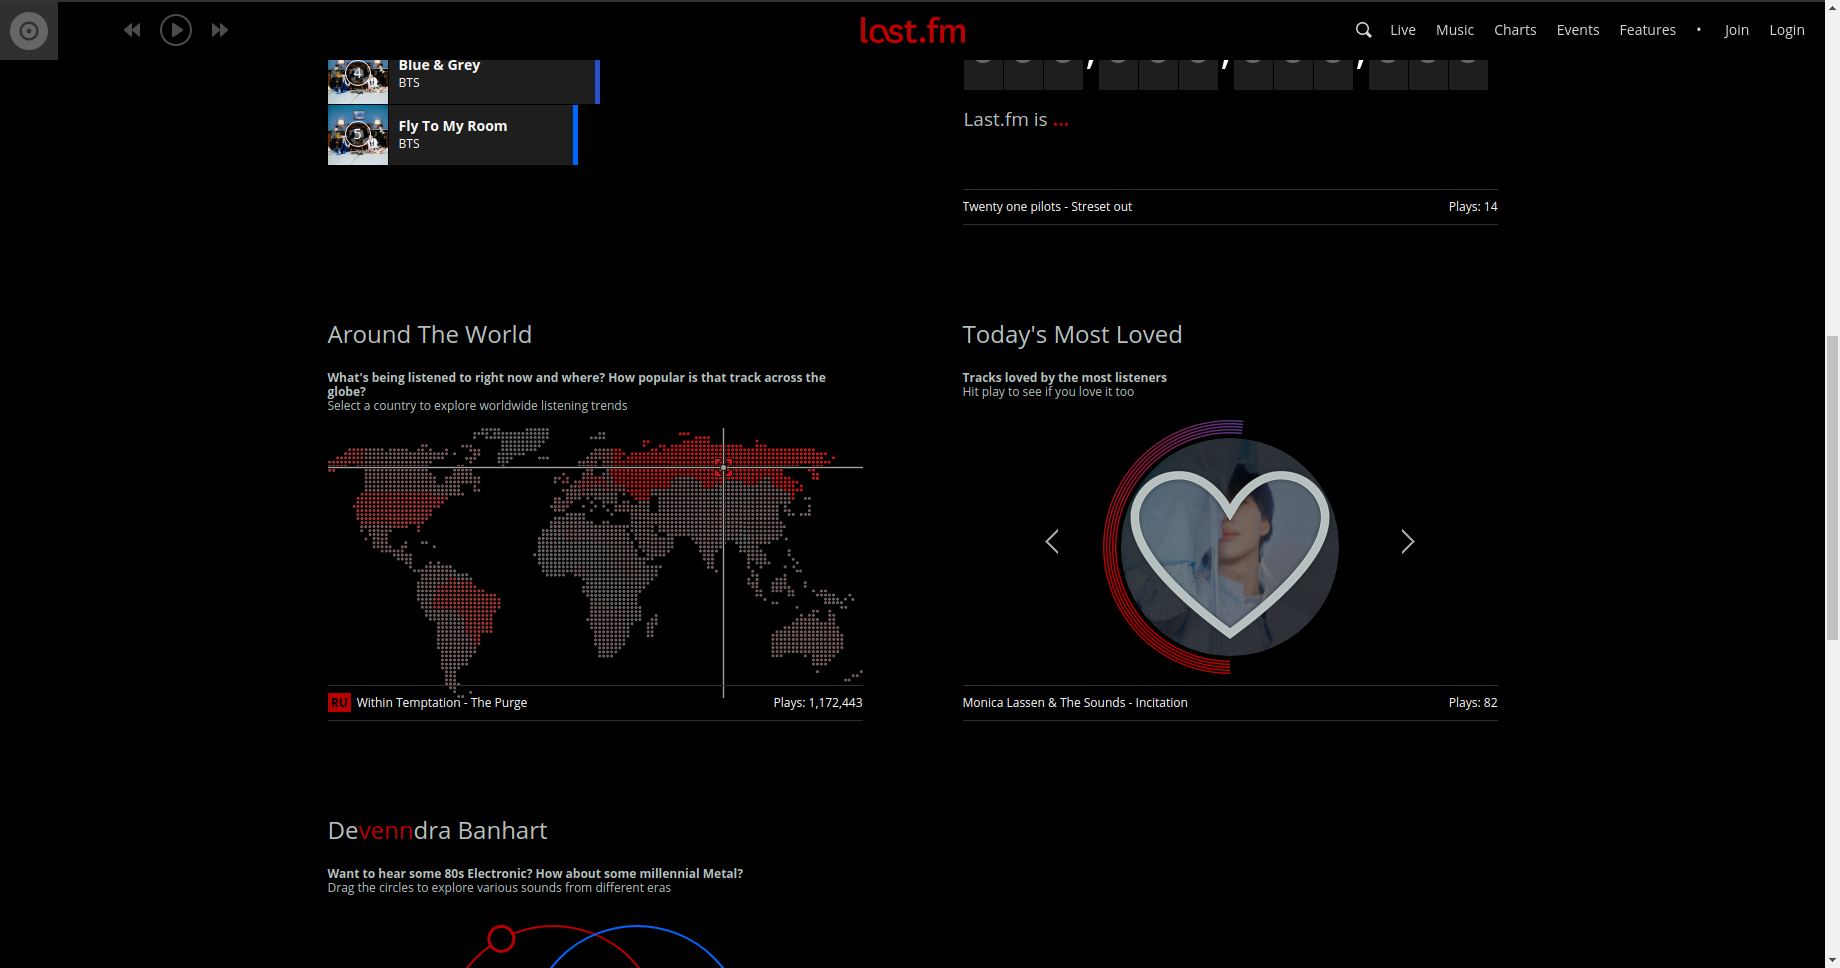 last.fm
Live Music Charts Events Features • Join Login
4
Blue & Grey
BTS
5
Fly To My Room
BTS
Last.fm is ...
Twenty one pilots - Streset out Plays: 14
Around The World
What's being listened to right now and where? How popular is that track across the
globe?
Select a country to explore worldwide listening trends
RU Within Temptation - The Purge Plays: 1,172,443
Today's Most Loved
Tracks loved by the most listeners
Hit play to see if you love it too
Monica Lassen & The Sounds - Incitation Plays: 82
Devenndra Banhart
Want to hear some 80s Electronic? How about some millennial Metal?
Drag the circles to explore various sounds from different eras